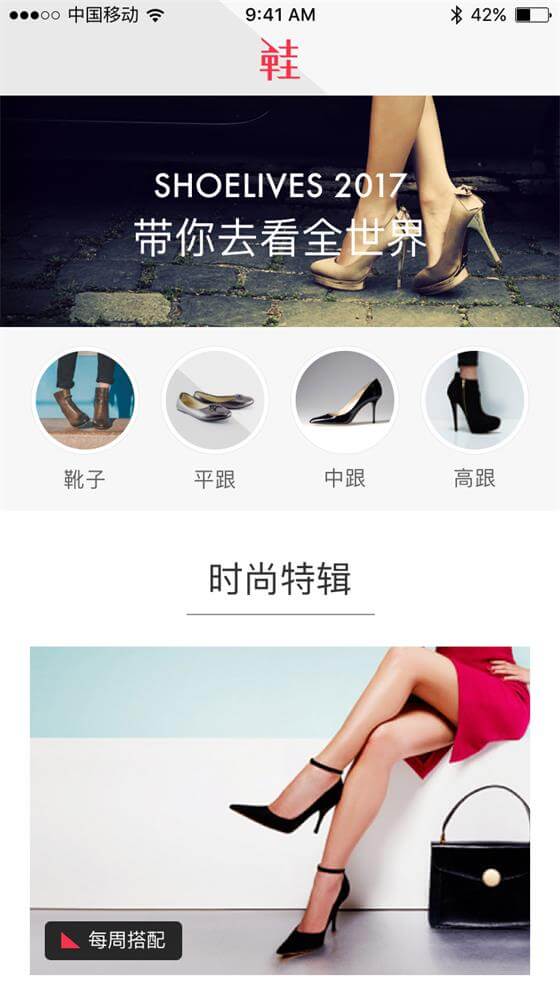 中国移动
9:41 AM
42%
鞋
SHOELIVES 2017
带你去看全世界
靴子
平跟
中跟
高跟
时尚特辑
每周搭配